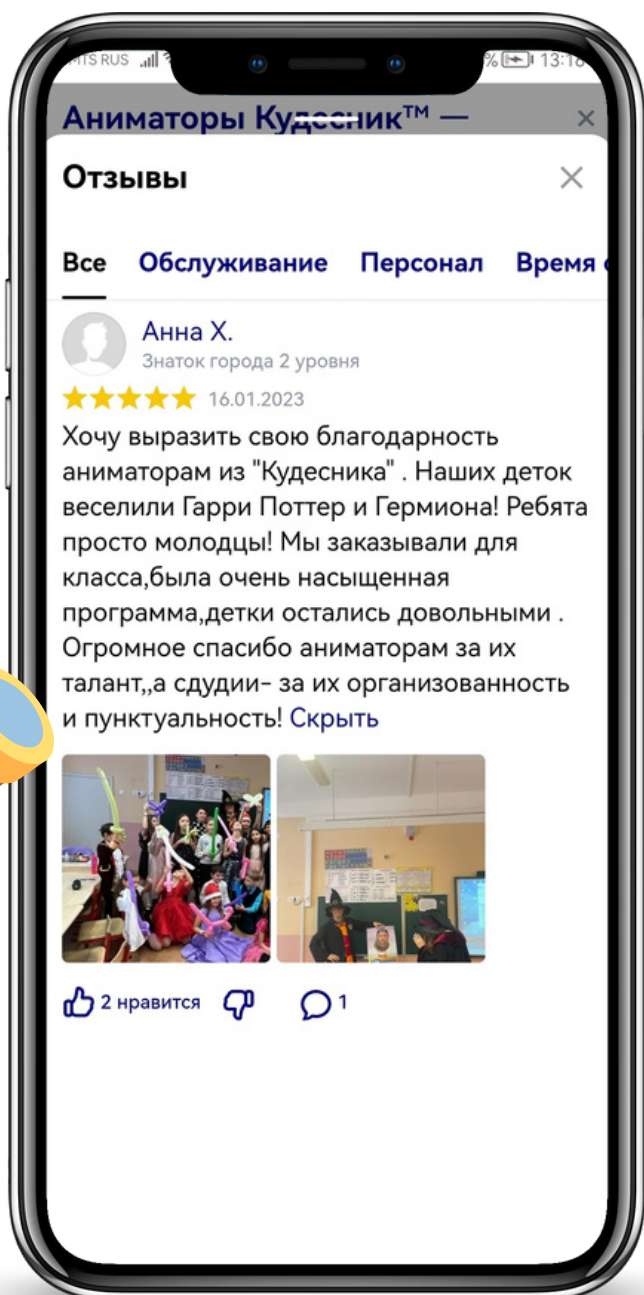 MTS RUS
% 13:18
Аниматоры Кудесник™ —
Отзывы
Все Обслуживание Персонал Время
Анна Х.
Знаток города 2 уровня
16.01.2023
Хочу выразить свою благодарность
аниматорам из "Кудесника" . Наших деток
веселили Гарри Поттер и Гермиона! Ребята
просто молодцы! Мы заказывали для
класса,была очень насыщенная
программа,детки остались довольными .
Огромное спасибо аниматорам за их
талант,,а сдудии- за их организованность
и пунктуальность! Скрыть
2 нравится 1